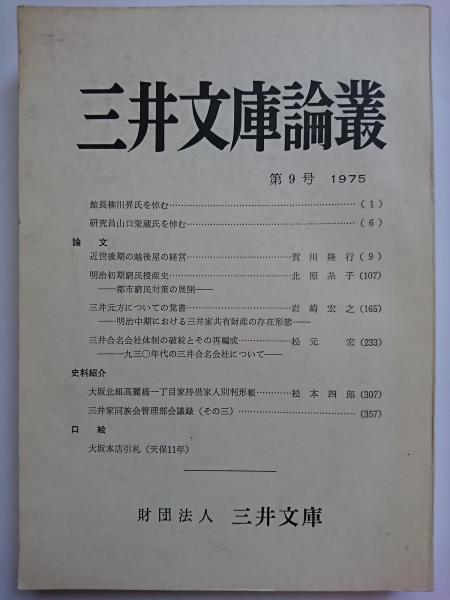 三井文庫論叢
第9号 1975
館長柳川昇氏を悼む……………………………(1)
研究員山口栄蔵氏を悼む……………………………(6)
論文
近世後期の越後屋の経営……………………賀川隆行(9)
明治初期窮民授産史……………………北原糸子(107)
――都市窮民対策の展開――
三井元方についての覚書……………………岩崎宏之(165)
――明治中期における三井家共有財産の存在形態――
三井合名会社体制の破綻とその再編成……………松元宏(233)
――一九三〇年代の三井合名会社について――
史料紹介
大坂北組高麗橋一丁目家持借家人別判形帳…………松本四郎(307)
三井家同族会管理部会議録(その三)……………………(357)
口絵
大坂本店引札(天保11年)
財団法人 三井文庫